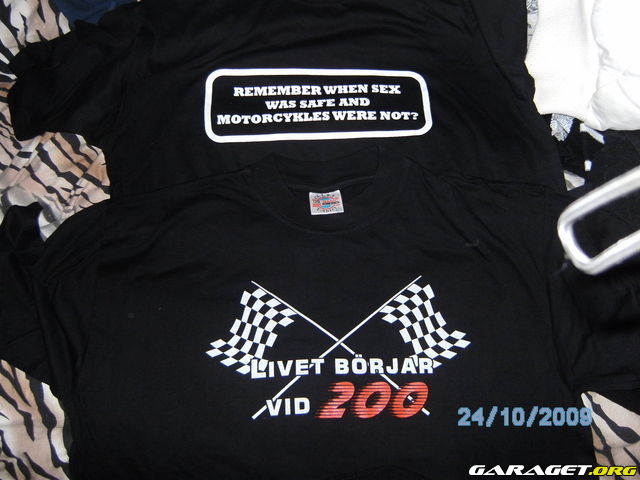 REMEMBER WHEN SEX
WAS SAFE AND
MOTORCYKLES WERE NOT?
LIVET BÖRJAR
VID 200
24/10/2009
GARAGET.ORG